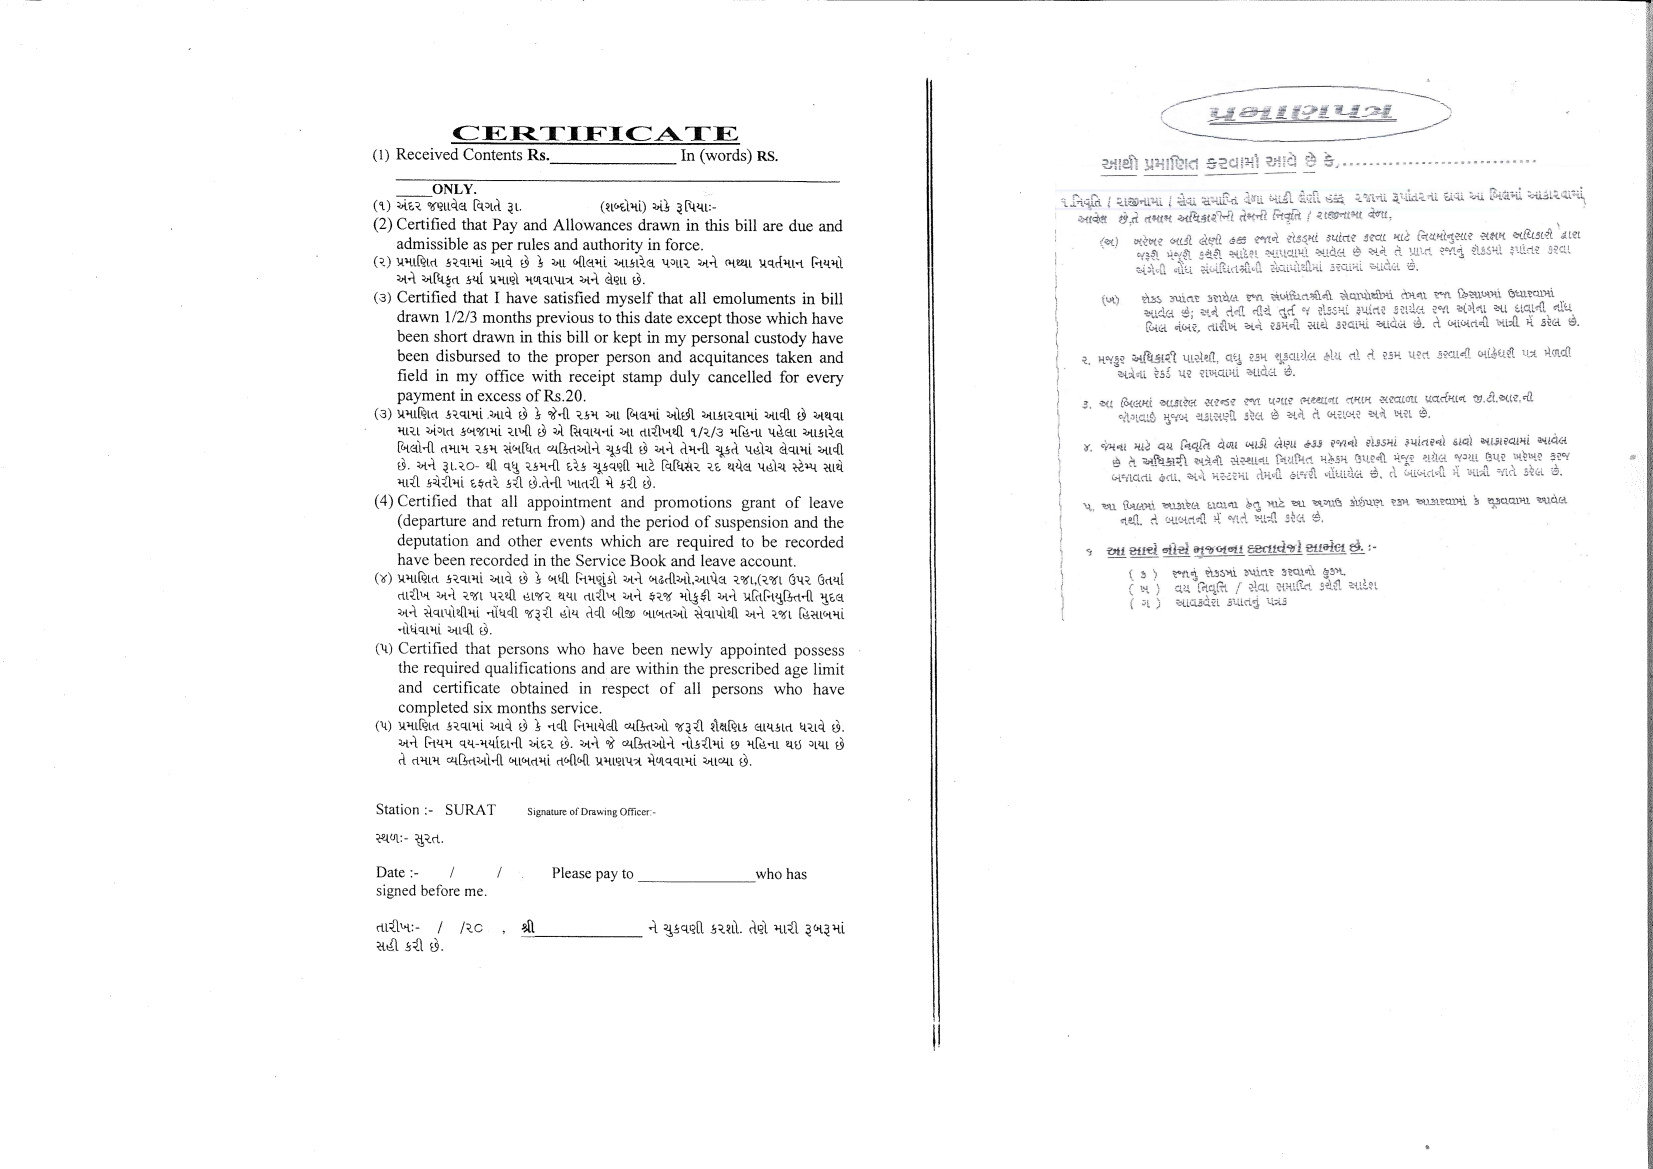 CERTIFICATE
(1) Received Contents Rs.________________ In (words) RS.
____ONLY.
(૧) અંદર જણાવેલ વિગતે રૂા. (શબ્દોમાં) અંકે રૂપિયાઃ-
(2) Certified that Pay and Allowances drawn in this bill are due and
admissible as per rules and authority in force.
(૨) પ્રમાણિત કરવામાં આવે છે કે આ બીલમાં આકારેલ પગાર અને ભથ્થા પ્રવર્તમાન નિયમો
અને અધિકૃત કર્યા પ્રમાણે મળવાપાત્ર અને લેણા છે.
(૩) Certified that I have satisfied myself that all emoluments in bill
drawn 1/2/3 months previous to this date except those which have
been short drawn in this bill or kept in my personal custody have
been disbursed to the proper person and acquitances taken and
field in my office with receipt stamp duly cancelled for every
payment in excess of Rs.20.
(૩) પ્રમાણિત કરવામાં આવે છે કે જેની રકમ આ બિલમાં ઓછી આકારવામાં આવી છે અથવા
મારા અંગત કબજામાં રાખી છે એ સિવાયનાં આ તારીખથી ૧/૨/૩ મહિના પહેલા આકારેલ
બિલોની તમામ રકમ સંબધિત વ્યક્તિઓને ચૂકવી છે અને તેમની ચૂકતે પહોચ લેવામાં આવી
છે. અને રૂા.૨૦- થી વધુ રકમની દરેક ચૂકવણી માટે વિધિસર રદ થયેલ પહોચ સ્ટેમ્પ સાથે
મારી કચેરીમાં દફતરે કરી છે.તેની ખાતરી મે કરી છે.
(4) Certified that all appointment and promotions grant of leave
(departure and return from) and the period of suspension and the
deputation and other events which are required to be recorded
have been recorded in the Service Book and leave account.
(૪) પ્રમાણિત કરવામાં આવે છે કે બધી નિમણુંકો અને બઢતીઓ,આપેલ રજા,(રજા ઉપર ઉતર્યા
તારીખ અને રજા પરથી હાજર થયા તારીખ અને ફરજ મોકુફી અને પ્રતિનિયુક્તિની મુદલ
અને સેવાપોથીમાં નોંધવી જરૂરી હોય તેવી બીજી બાબતઓ સેવાપોથી અને રજા હિસાબમાં
નોધંવામાં આવી છે.
(૫) Certified that persons who have been newly appointed possess
the required qualifications and are within the prescribed age limit
and certificate obtained in respect of all persons who have
completed six months service.
(૫) પ્રમાણિત કરવામાં આવે છે કે નવી નિમાયેલી વ્યક્તિઓ જરૂરી શૈક્ષણિક લાયકાત ધરાવે છે.
અને નિયમ વય-મર્યાદાની અંદર છે. અને જે વ્યક્તિઓને નોકરીમાં છ મહિના થઇ ગયા છે
તે તમામ વ્યક્તિઓની બાબતમાં તબીબી પ્રમાણપત્ર મેળવવામાં આવ્યા છે.
Station :- SURAT Signature of Drawing Officer:-
સ્થળઃ- સુરત.
Date :- / / Please pay to _______________who has
signed before me.
તારીખઃ- / /૨૦ , શ્રી______________ ને ચુકવણી કરશો. તેણે મારી રૂબરૂમાં
સહી કરી છે.
પ્રમાણપત્ર
આથી પ્રમાણિત કરવામાં આવે છે કે,..............................
૧.નિવૃતિ / રાજીનામા / સેવા સમાપ્તિ વેળા બાકી લેણી હક્ક રજાના રૂપાંતરના દાવા આ બિલમાં આકારવામાં
આવેલ છે,તે તમામ અધિકારીની તેમની નિવૃતિ / રાજીનામા વેળા,
(અ) ખરેખર બાકી લેણી હક્ક રજાને રોકડમાં રૂપાંતર કરવા માટે નિયમોનુસાર સક્ષમ અધિકારી દ્વારા
જરૂરી મંજૂરી કચેરી આદેશ આપવામાં આવેલ છે અને તે પ્રાપ્ત રજાનું રોકડમાં રૂપાંતર કરવા
અંગેની નોંધ સંબંધિતશ્રીની સેવાપોથીમાં કરવામાં આવેલ છે.
(ખ) રોકડ રૂપાંતર કરાયેલ રજા સંબંધિતશ્રીની સેવાપોથીમાં તેમના રજા હિસાબમાં ઉધારવામાં
આવેલ છે; અને તેની નીચે તુર્ત જ રોકડમાં રૂપાંતર કરાયેલ રજા અંગેના આ દાવાની નોંધ
બિલ નંબર, તારીખ અને રકમની સાથે કરવામાં આવેલ છે. તે બાબતની ખાત્રી મેં કરેલ છે.
૨. મજકુર અધિકારી પાસેથી, વધુ રકમ ચૂકવાયેલ હોય તો તે રકમ પરત કરવાની બાંહેધરી પત્ર મેળવી
અત્રેના રેકર્ડ પર રાખવામાં આવેલ છે.
૩. આ બિલમાં આકારેલ સરન્ડર રજા પગાર ભથ્થાના તમામ સરવાળા પ્રવર્તમાન જી.ટી.આર.ની
જોગવાઇ મુજબ ચકાસણી કરેલ છે અને તે બરાબર અને ખરા છે.
૪. જેમના માટે વય નિવૃતિ વેળા બાકી લેણા હક્ક રજાનો રોકડમાં રૂપાંતરનો દાવો આકારવામાં આવેલ
છે તે અધિકારી અત્રેની સંસ્થાના નિયમિત મહેકમ ઉપરની મંજૂર થયેલ જગ્યા ઉપર ખરેખર ફરજ
બજાવતા હતા, અને મસ્ટરમા તેમની હાજરી નોંધાયેલ છે, તે બાબતની મેં ખાત્રી જાતે કરેલ છે.
૫. આ બિલમાં આકારેલ દાવાના હેતુ માટે આ અગાઉ કોઇપણ રકમ આકારવામાં કે ચૂકવવામા આવેલ
નથી. તે બાબતની મેં જાતે ખાત્રી કરેલ છે.
૬ આ સાથે નીચે મુજબના દસ્તાવેજો સામેલ છે. :-
( ક ) રજાનું રોકડમાં રૂપાંતર કરવાનો હુકમ.
( ખ ) વય નિવૃત્તિ / સેવા સમાપ્તિ કચેરી આદેશ
( ગ ) આવકવેરા કપાતનું પત્રક